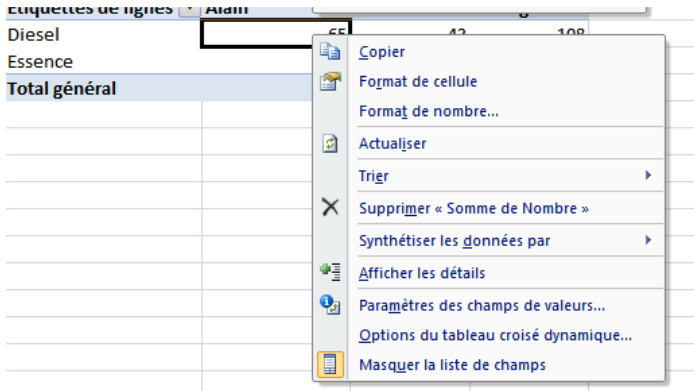 Étiquettes de lignes Alain
Diesel 65 42 108
Essence
Total général
Copier
Format de cellule
Format de nombre...
Actualiser
Trier
Supprimer « Somme de Nombre »
Synthétiser les données par
Afficher les détails
Paramètres des champs de valeurs...
Options du tableau croisé dynamique...
Masquer la liste de champs